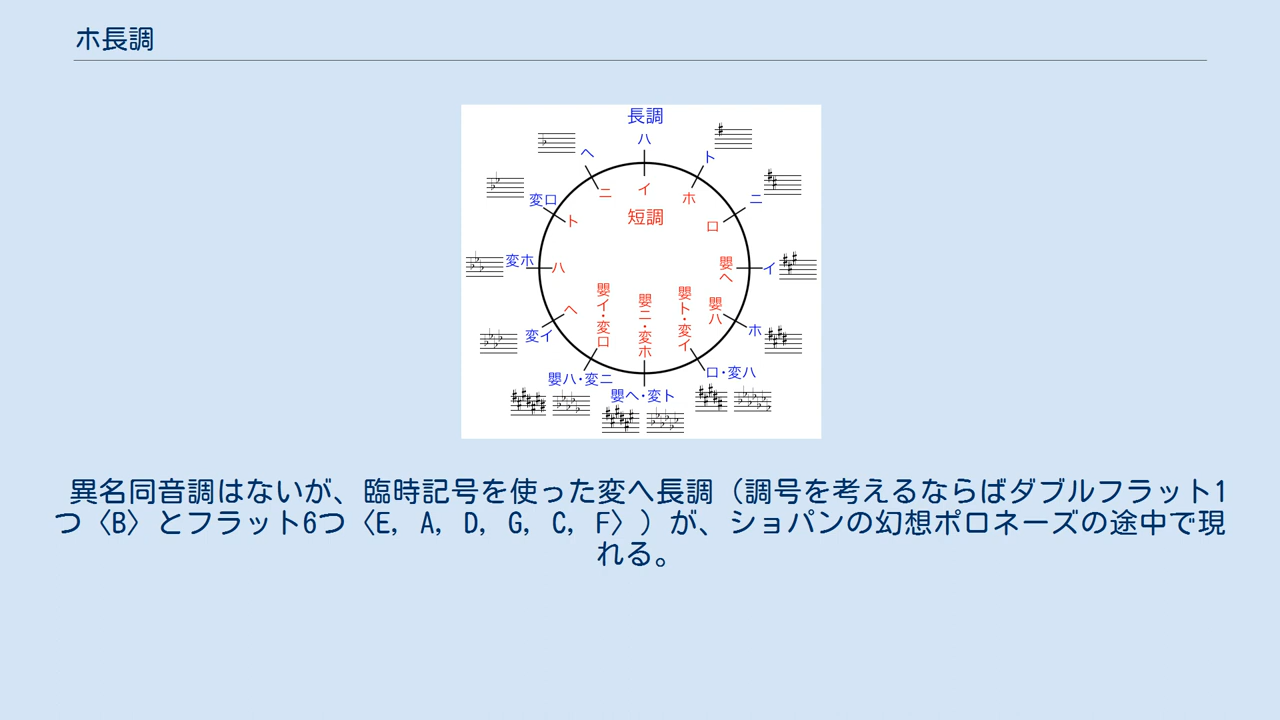 ホ長調
長調
ハ
ヘ
ト
変ロ
ニ
ニ
イ
ホ
短調
ト
ロ
変ホ
ハ
嬰ヘ
イ
変イ
ヘ
嬰イ・変ロ
嬰ニ・変ホ
嬰ト・変イ
嬰ハ
ホ
嬰ハ・変ニ
嬰ヘ・変ト
ロ・変ハ
異名同音調はないが、臨時記号を使った変ヘ長調（調号を考えるならばダブルフラット1
つ〈B〉とフラット6つ〈E, A, D, G, C, F〉）が、ショパンの幻想ポロネーズの途中で現
れる。